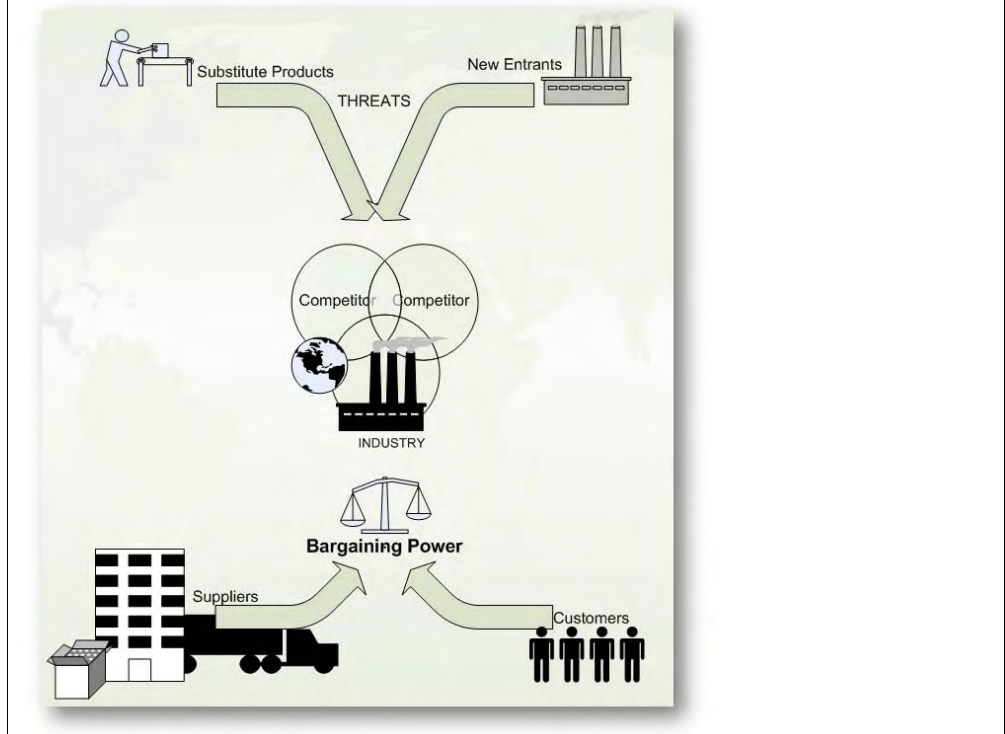 New Entrants
Substitute Products
THREATS
Competitor Competitor
INDUSTRY
Bargaining Power
Suppliers
Customers